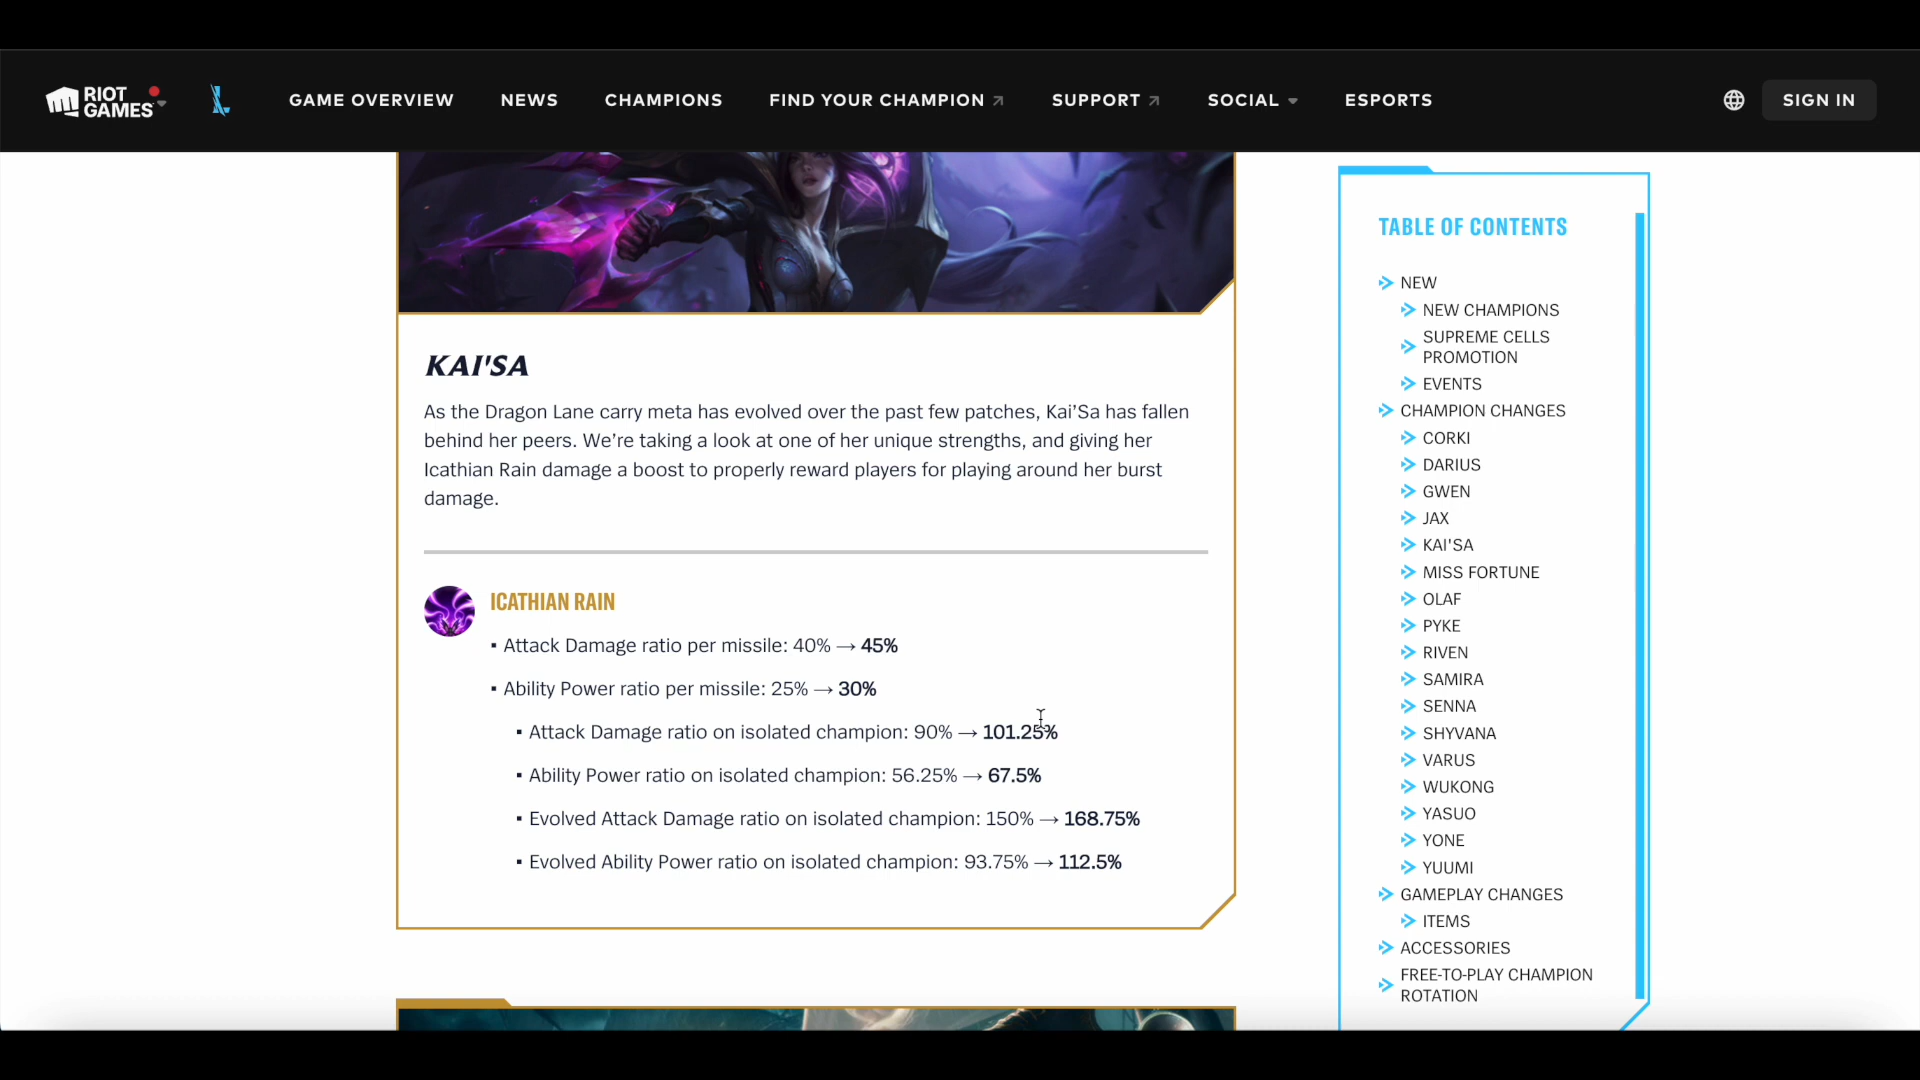 RIOT GAMES
GAME OVERVIEW
NEWS
CHAMPIONS
FIND YOUR CHAMPION
SUPPORT
SOCIAL
ESPORTS
SIGN IN
KAI'SA
As the Dragon Lane carry meta has evolved over the past few patches, Kai’Sa has fallen
behind her peers. We’re taking a look at one of her unique strengths, and giving her
Icathian Rain damage a boost to properly reward players for playing around her burst
damage.
ICATHIAN RAIN
▪ Attack Damage ratio per missile: 40% → 45%
▪ Ability Power ratio per missile: 25% → 30%
▪ Attack Damage ratio on isolated champion: 90% → 101.25%
▪ Ability Power ratio on isolated champion: 56.25% → 67.5%
▪ Evolved Attack Damage ratio on isolated champion: 150% → 168.75%
▪ Evolved Ability Power ratio on isolated champion: 93.75% → 112.5%
TABLE OF CONTENTS
NEW
NEW CHAMPIONS
SUPREME CELLS
PROMOTION
EVENTS
CHAMPION CHANGES
CORKI
DARIUS
GWEN
JAX
KAI'SA
MISS FORTUNE
OLAF
PYKE
RIVEN
SAMIRA
SENNA
SHYVANA
VARUS
WUKONG
YASUO
YONE
YUUMI
GAMEPLAY CHANGES
ITEMS
ACCESSORIES
FREE-TO-PLAY CHAMPION
ROTATION